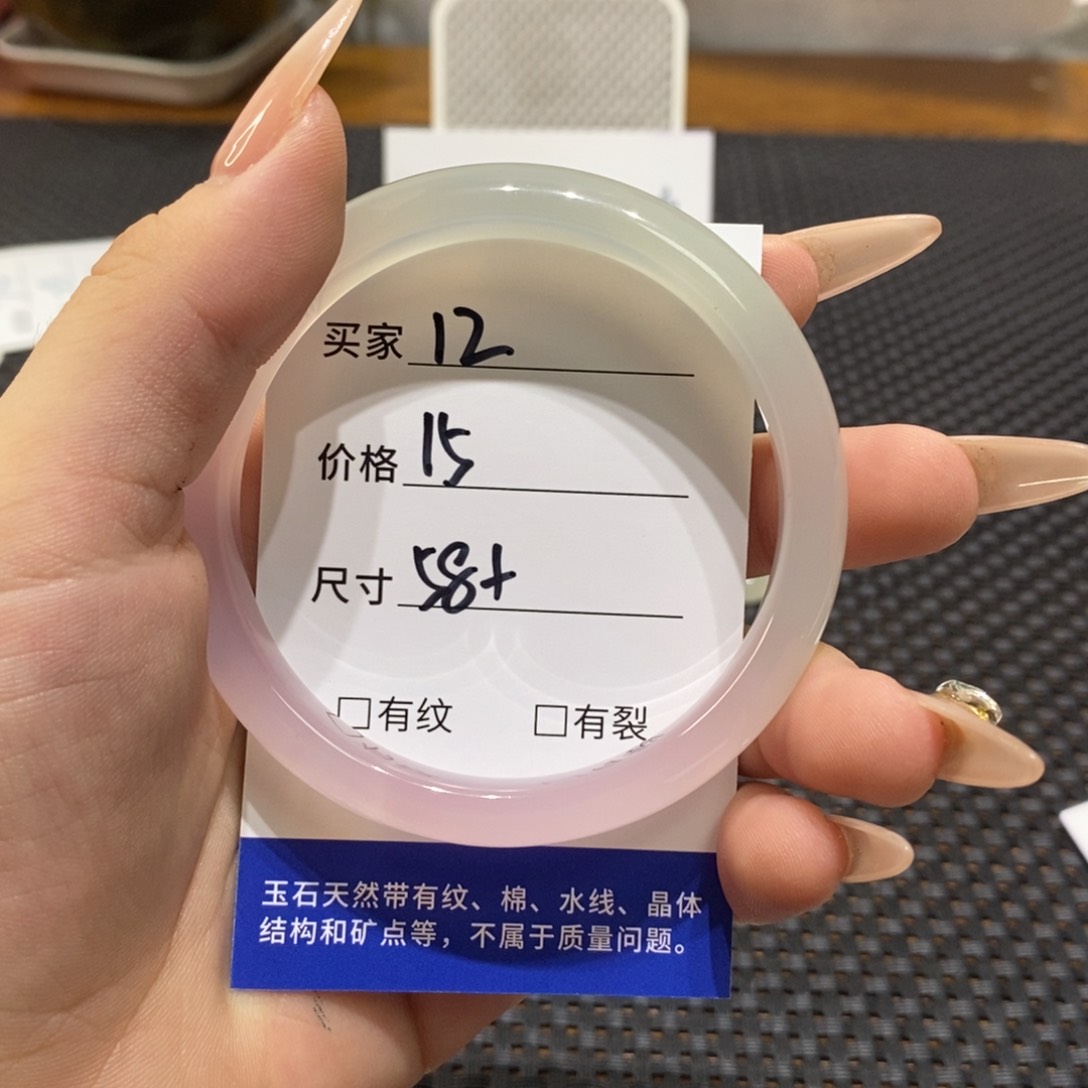 买家 12
价格 15
尺寸 58+
□有纹 □有裂
玉石天然带有纹、棉、水线、晶体
结构和矿点等，不属于质量问题。